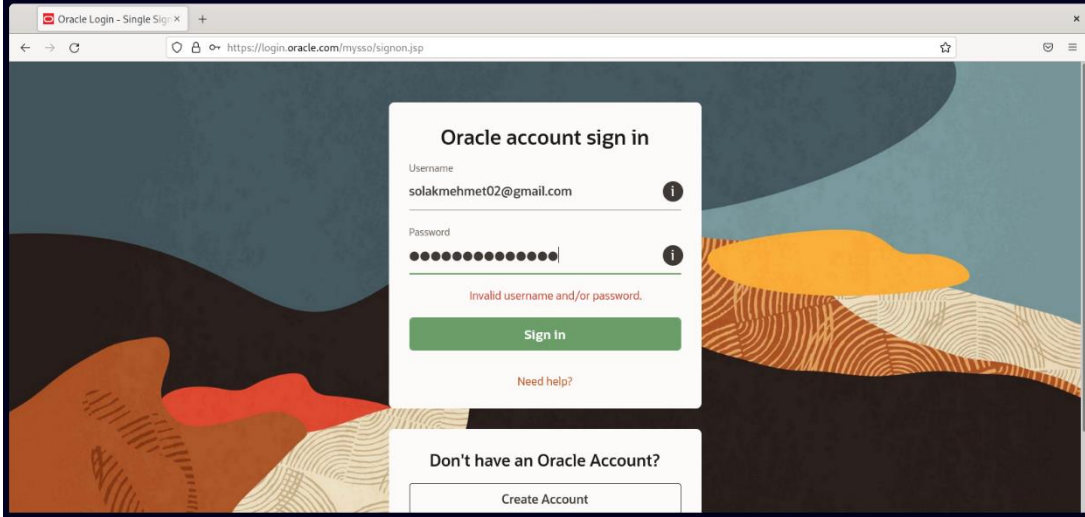 Oracle Login - Single Sign
https://login.oracle.com/mysso/signon.jsp
Oracle account sign in
Username
solakmehmet02@gmail.com
Password
Invalid username and/or password.
Sign in
Need help?
Don't have an Oracle Account?
Create Account